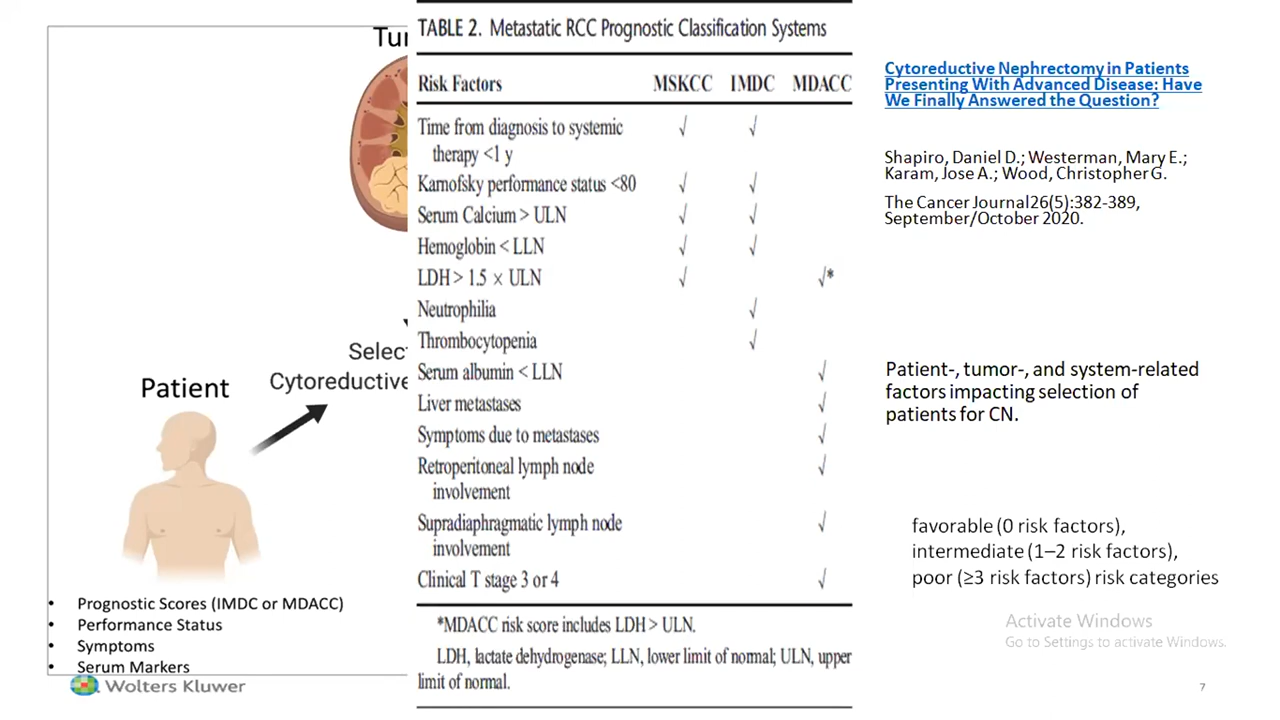 Tu
Selec
Cytoreductive
Patient
• Prognostic Scores (IMDC or MDACC)
• Performance Status
• Symptoms
• Serum Markers
Wolters Kluwer
TABLE 2. Metastatic RCC Prognostic Classification Systems
Risk Factors MSKCC IMDC MDACC
Time from diagnosis to systemic √ √
therapy <1 y
Karnofsky performance status <80 √ √
Serum Calcium > ULN √ √
Hemoglobin < LLN √ √
LDH > 1.5 × ULN √ √*
Neutrophilia √
Thrombocytopenia √
Serum albumin < LLN √
Liver metastases √
Symptoms due to metastases √
Retroperitoneal lymph node √
involvement
Supradiaphragmatic lymph node √
involvement
Clinical T stage 3 or 4 √
*MDACC risk score includes LDH > ULN.
LDH, lactate dehydrogenase; LLN, lower limit of normal; ULN, upper
limit of normal.
Cytoreductive Nephrectomy in Patients
Presenting With Advanced Disease: Have
We Finally Answered the Question?
Shapiro, Daniel D.; Westerman, Mary E.;
Karam, Jose A.; Wood, Christopher G.
The Cancer Journal26(5):382-389,
September/October 2020.
Patient-, tumor-, and system-related
factors impacting selection of
patients for CN.
favorable (0 risk factors),
intermediate (1–2 risk factors),
poor (≥3 risk factors) risk categories
Activate Windows
Go to Settings to activate Windows.
7